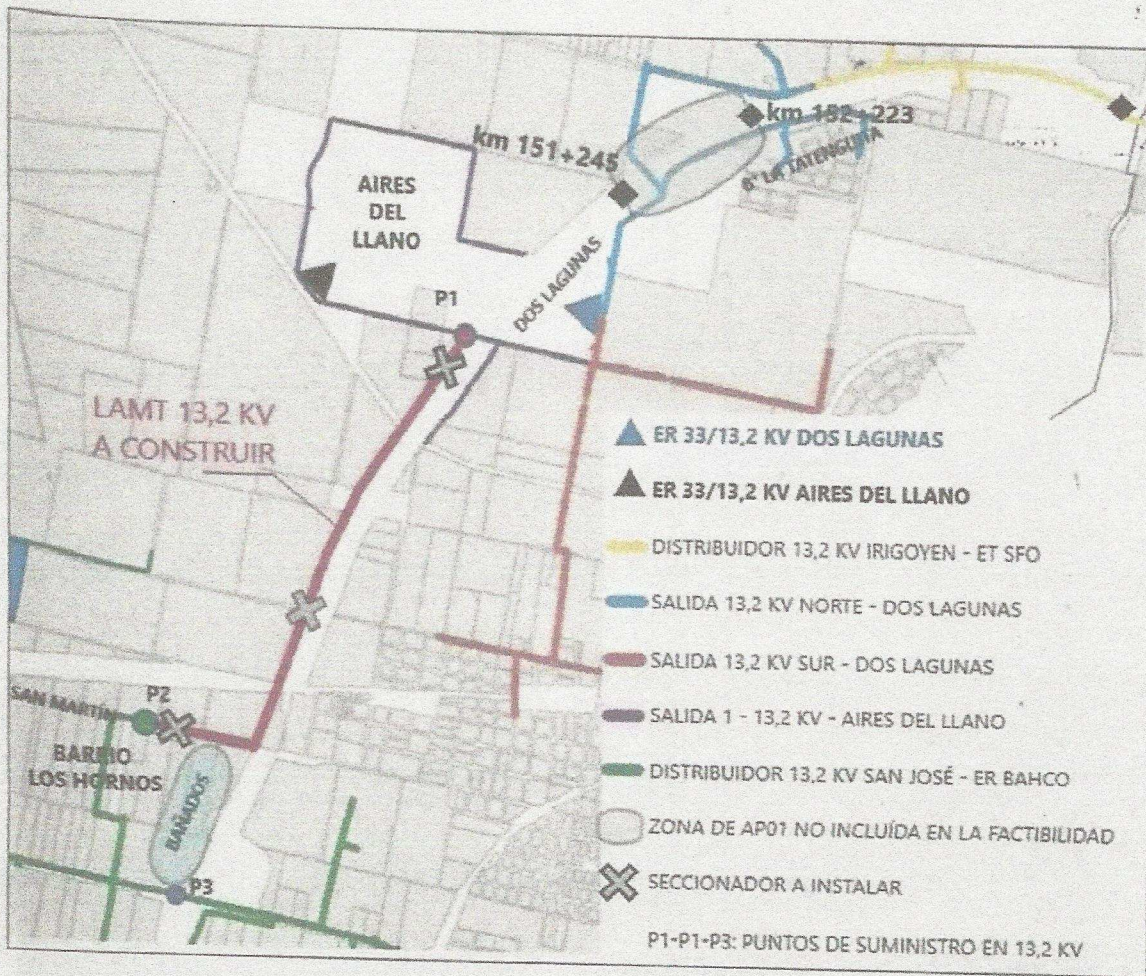 km 151+245
km 152+223
Bº LA TATENGUITA
AIRES
DEL
LLANO
P1
DOS LAGUNAS
LAMT 13,2 KV
A CONSTRUIR
ER 33/13,2 KV DOS LAGUNAS
ER 33/13,2 KV AIRES DEL LLANO
DISTRIBUIDOR 13,2 KV IRIGOYEN - ET SFO
SALIDA 13,2 KV NORTE - DOS LAGUNAS
SALIDA 13,2 KV SUR - DOS LAGUNAS
SALIDA 1 - 13,2 KV - AIRES DEL LLANO
DISTRIBUIDOR 13,2 KV SAN JOSÉ - ER BAHCO
ZONA DE AP01 NO INCLUÍDA EN LA FACTIBILIDAD
SECCIONADOR A INSTALAR
P1-P1-P3: PUNTOS DE SUMINISTRO EN 13,2 KV
SAN MARTÍN
P2
BARRIO
LOS HORNOS
BAÑADOS
P3